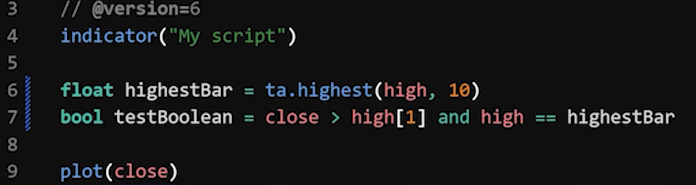 3 // @version=6
4 indicator("My script")
5
6 float highestBar = ta.highest(high, 10)
7 bool testBoolean = close > high[1] and high == highestBar
8
9 plot(close)